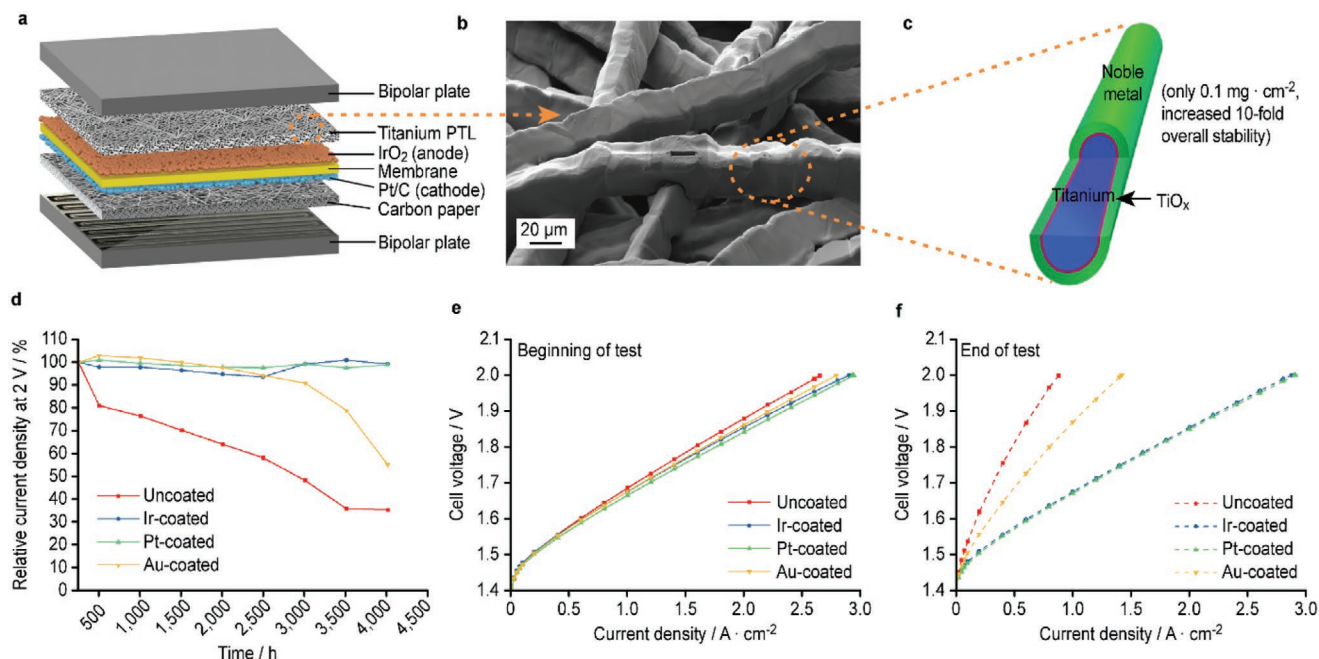 a
Bipolar plate
Titanium PTL
IrO₂ (anode)
Membrane
Pt/C (cathode)
Carbon paper
Bipolar plate
b
20 μm
c
Noble
metal
(only 0.1 mg · cm⁻²,
increased 10-fold
overall stability)
Titanium
TiOₓ
d
Relative current density at 2 V / %
110
100
90
80
70
60
50
40
30
20
10
0
Uncoated
Ir-coated
Pt-coated
Au-coated
500
1,000
1,500
2,000
2,500
3,000
3,500
4,000
4,500
Time / h
e
Cell voltage / V
2.1
2.0
1.9
1.8
1.7
1.6
1.5
1.4
Beginning of test
Uncoated
Ir-coated
Pt-coated
Au-coated
0 0.5 1.0 1.5 2.0 2.5 3.0
Current density / A · cm⁻²
f
Cell voltage / V
2.1
2.0
1.9
1.8
1.7
1.6
1.5
1.4
End of test
Uncoated
Ir-coated
Pt-coated
Au-coated
0 0.5 1.0 1.5 2.0 2.5 3.0
Current density / A · cm⁻²